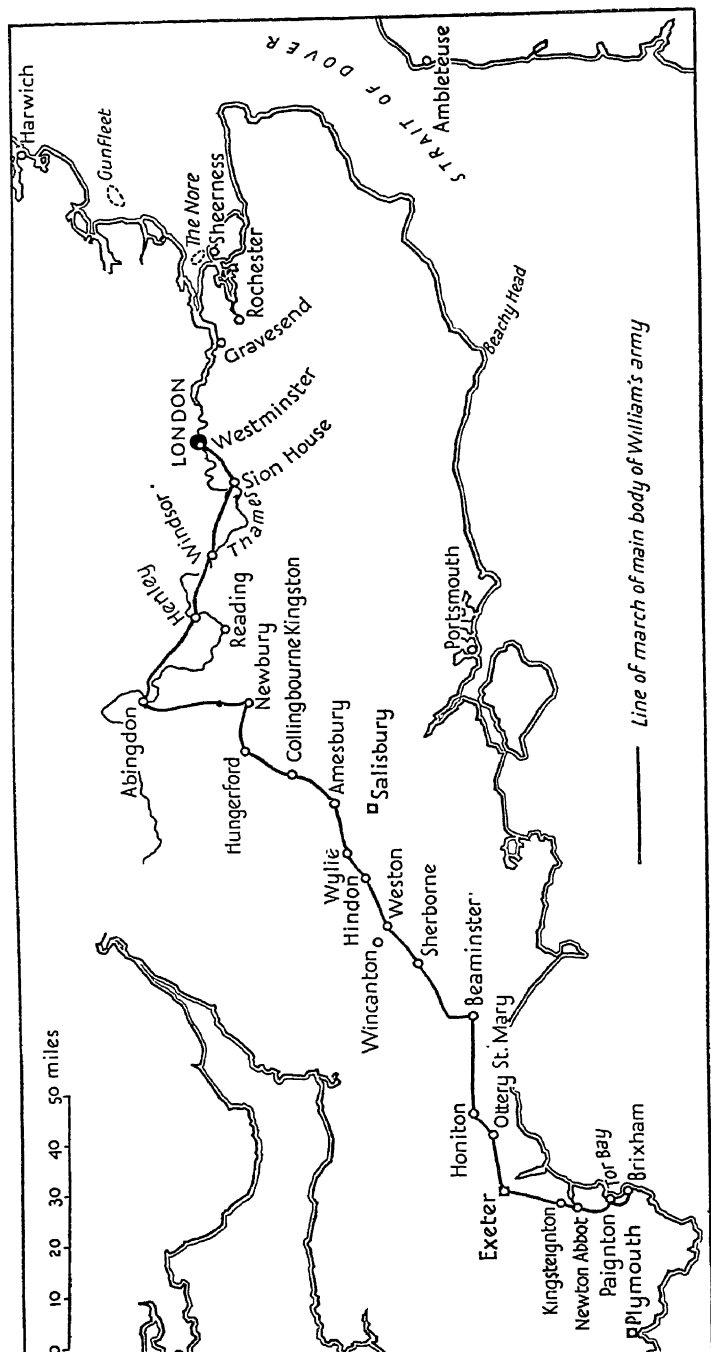 Harwich
Gunfleet
The Nore
Sheerness
Rochester
Gravesend
STRAIT OF DOVER
Ambleteuse
Beachy Head
LONDON
Westminster
Sion House
Thames
Windsor
Henley
Reading
Abingdon
Newbury
Hungerford
Collingbourne Kingston
Amesbury
Salisbury
Portsmouth
Wylie
Hindon
Weston
Wincanton
Sherborne
Beaminster
Honiton
Ottery St. Mary
Exeter
Kingsteignton
Newton Abbot
Paignton
Tor Bay
Brixham
Plymouth
0 10 20 30 40 50 miles
Line of march of main body of William's army